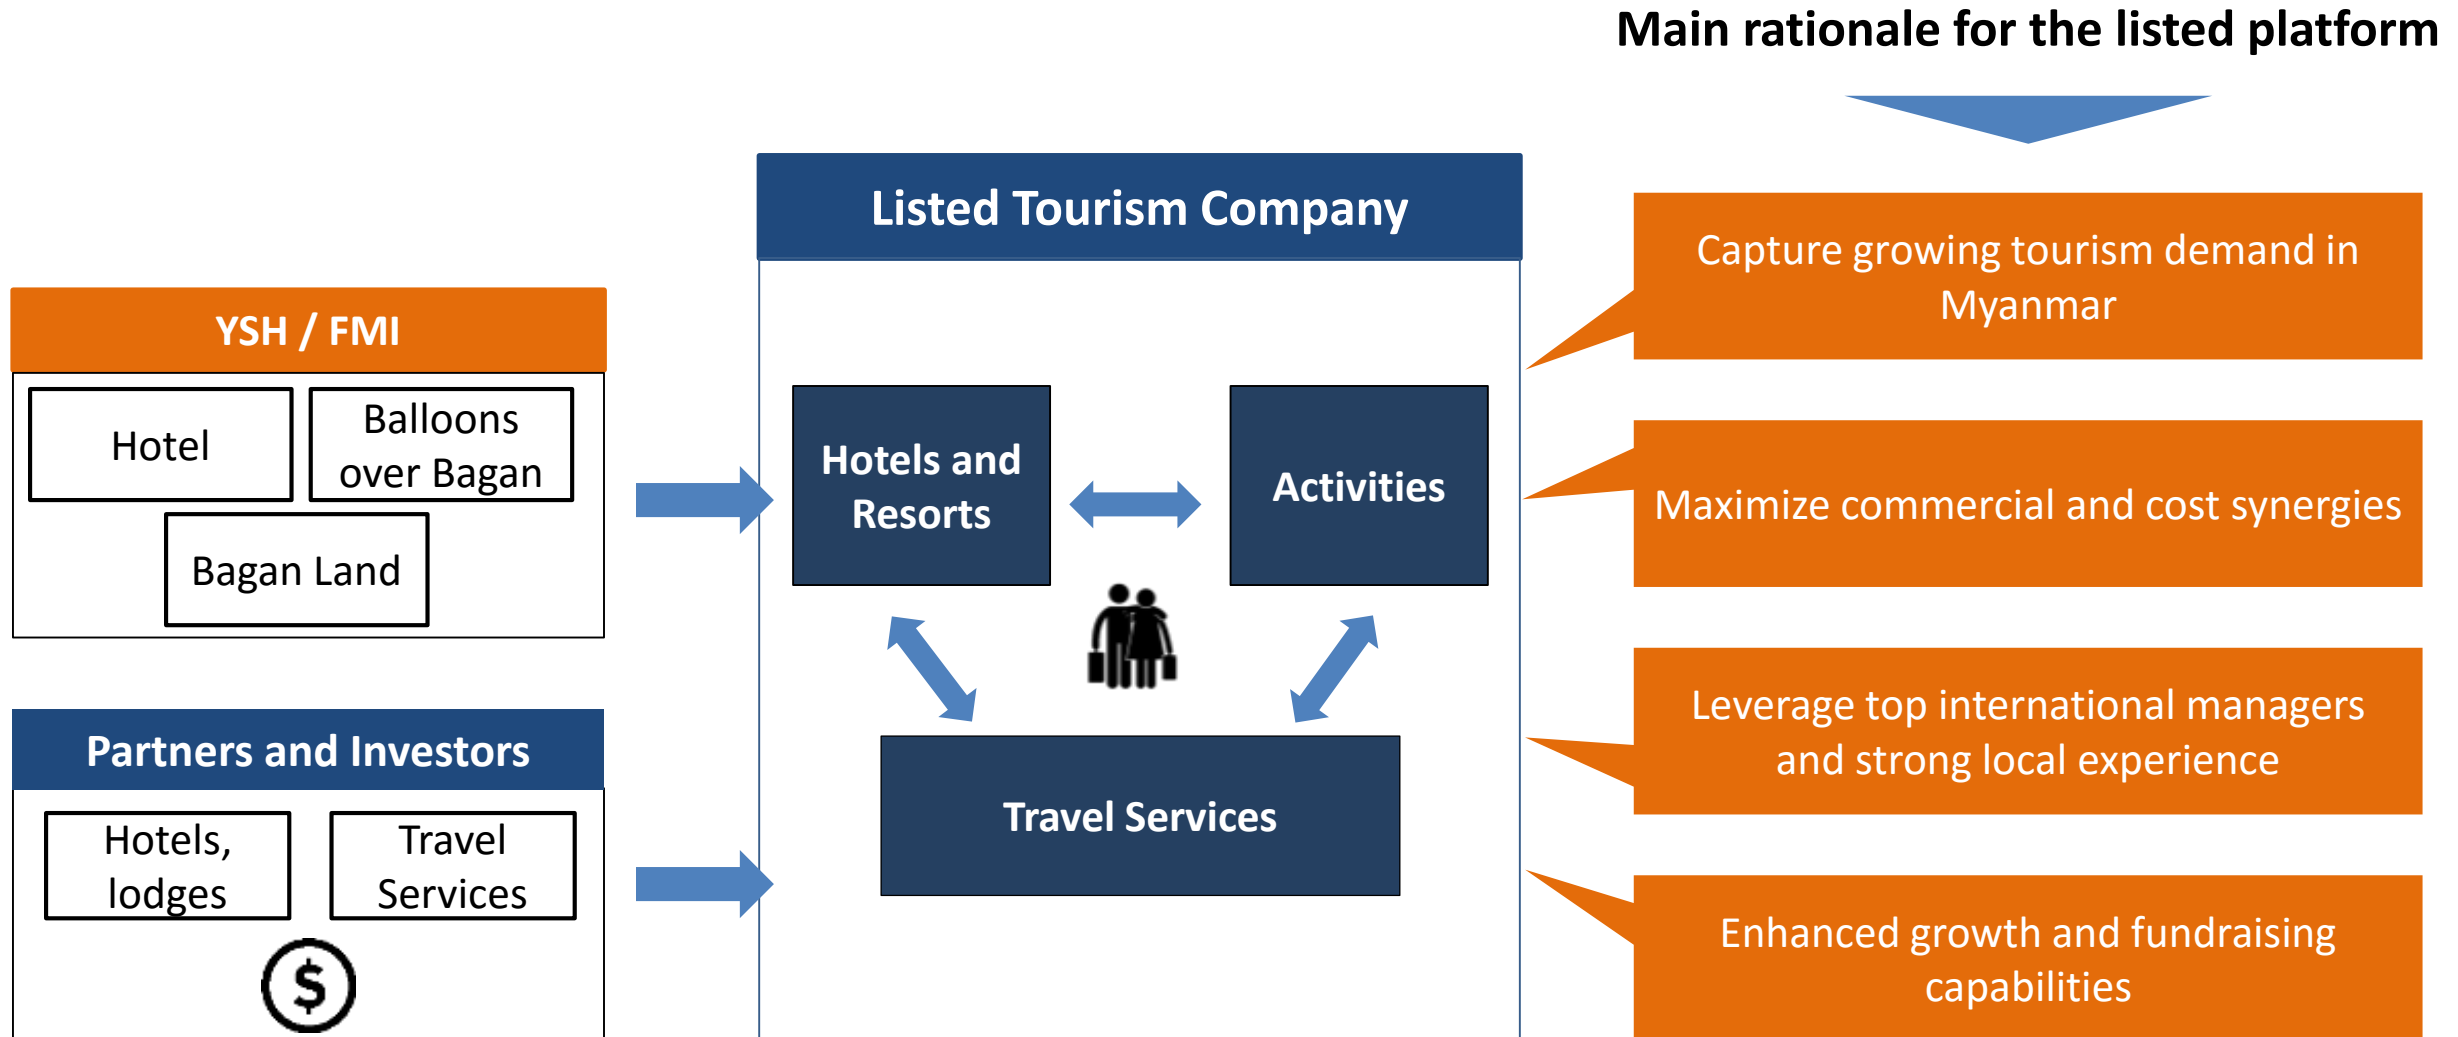 Main rationale for the listed platform
Listed Tourism Company
YSH / FMI
Hotel
Balloons
over Bagan
Bagan Land
Partners and Investors
Hotels,
lodges
Travel
Services
$
Hotels and
Resorts
Activities
Travel Services
Capture growing tourism demand in
Myanmar
Maximize commercial and cost synergies
Leverage top international managers
and strong local experience
Enhanced growth and fundraising
capabilities